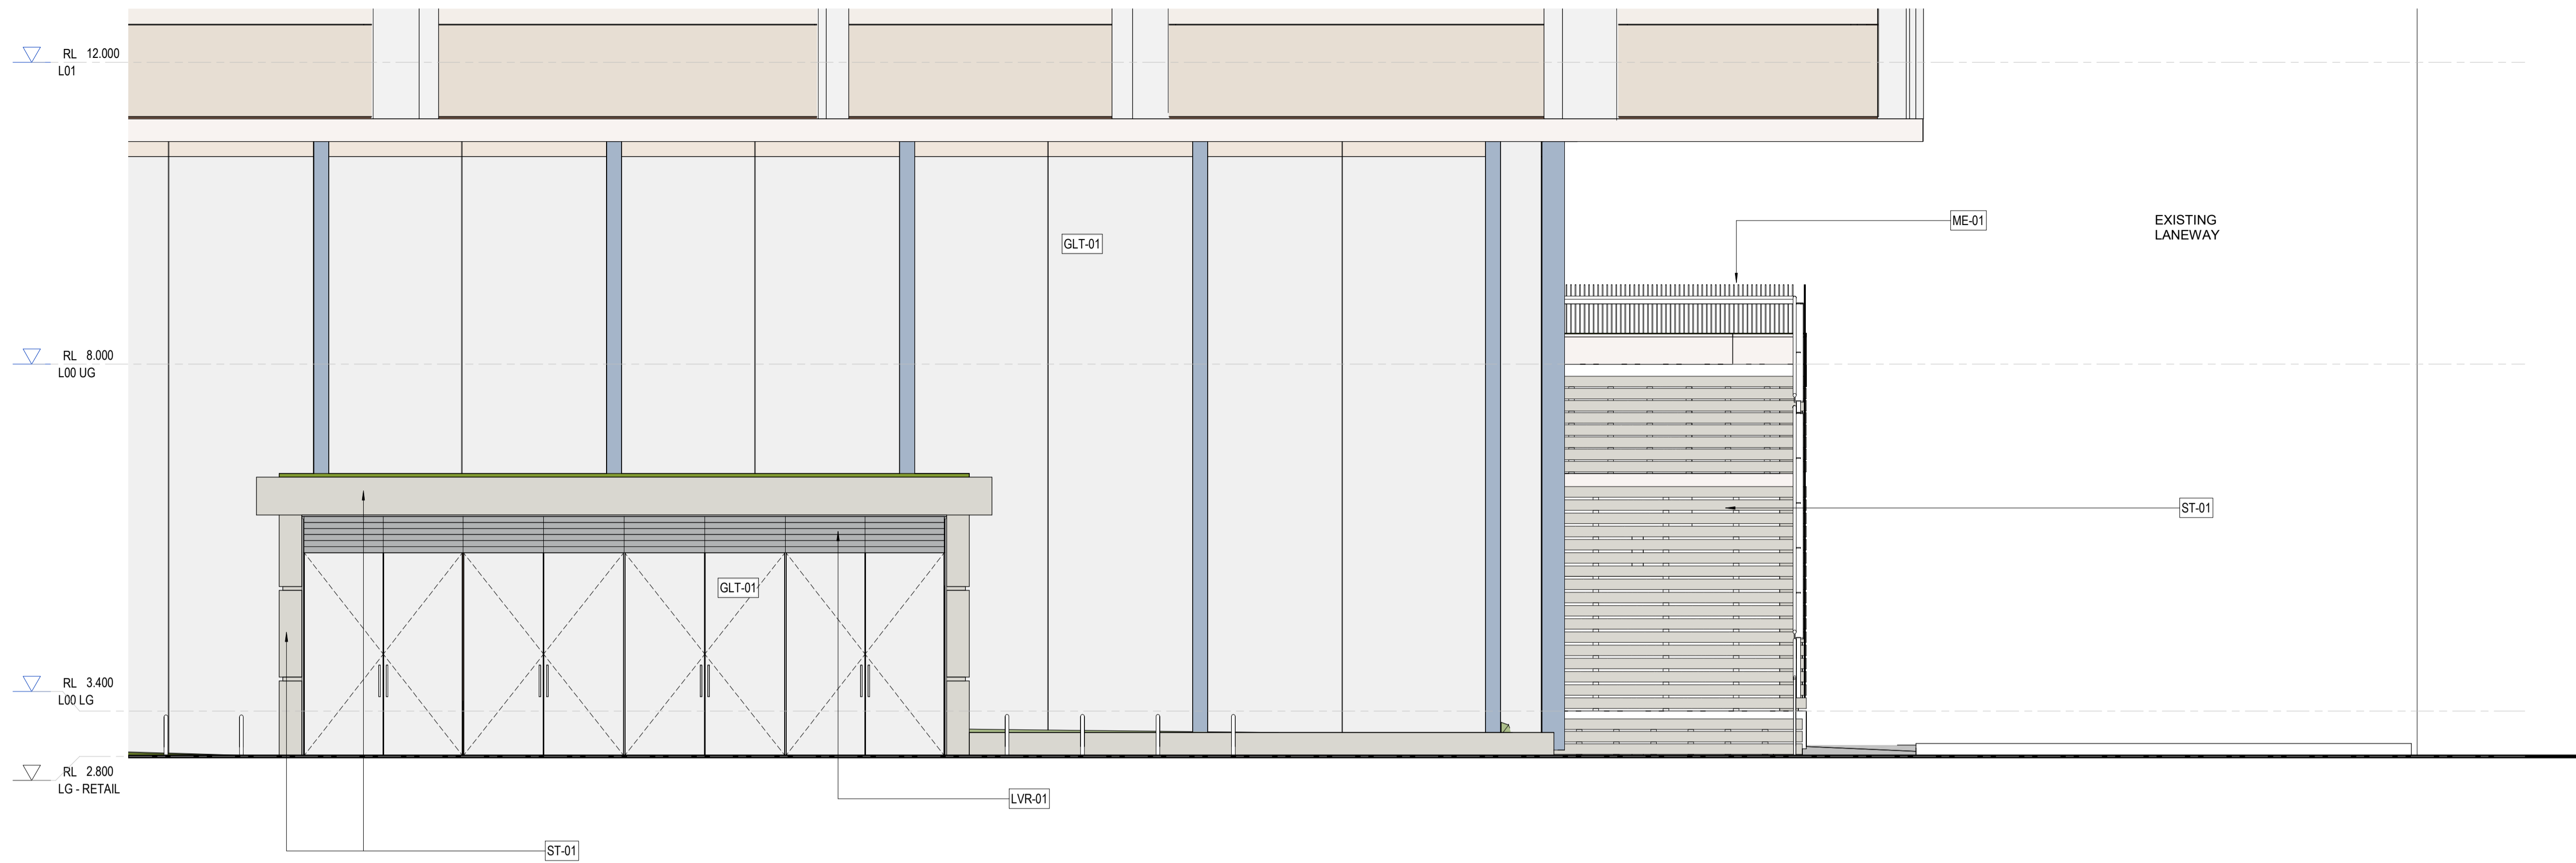 RL 12.000
L01
ME-01
EXISTING
LANEWAY
GLT-01
RL 8.000
L00 UG
ST-01
GLT-01
RL 3.400
L00 LG
RL 2.800
LG - RETAIL
LVR-01
ST-01